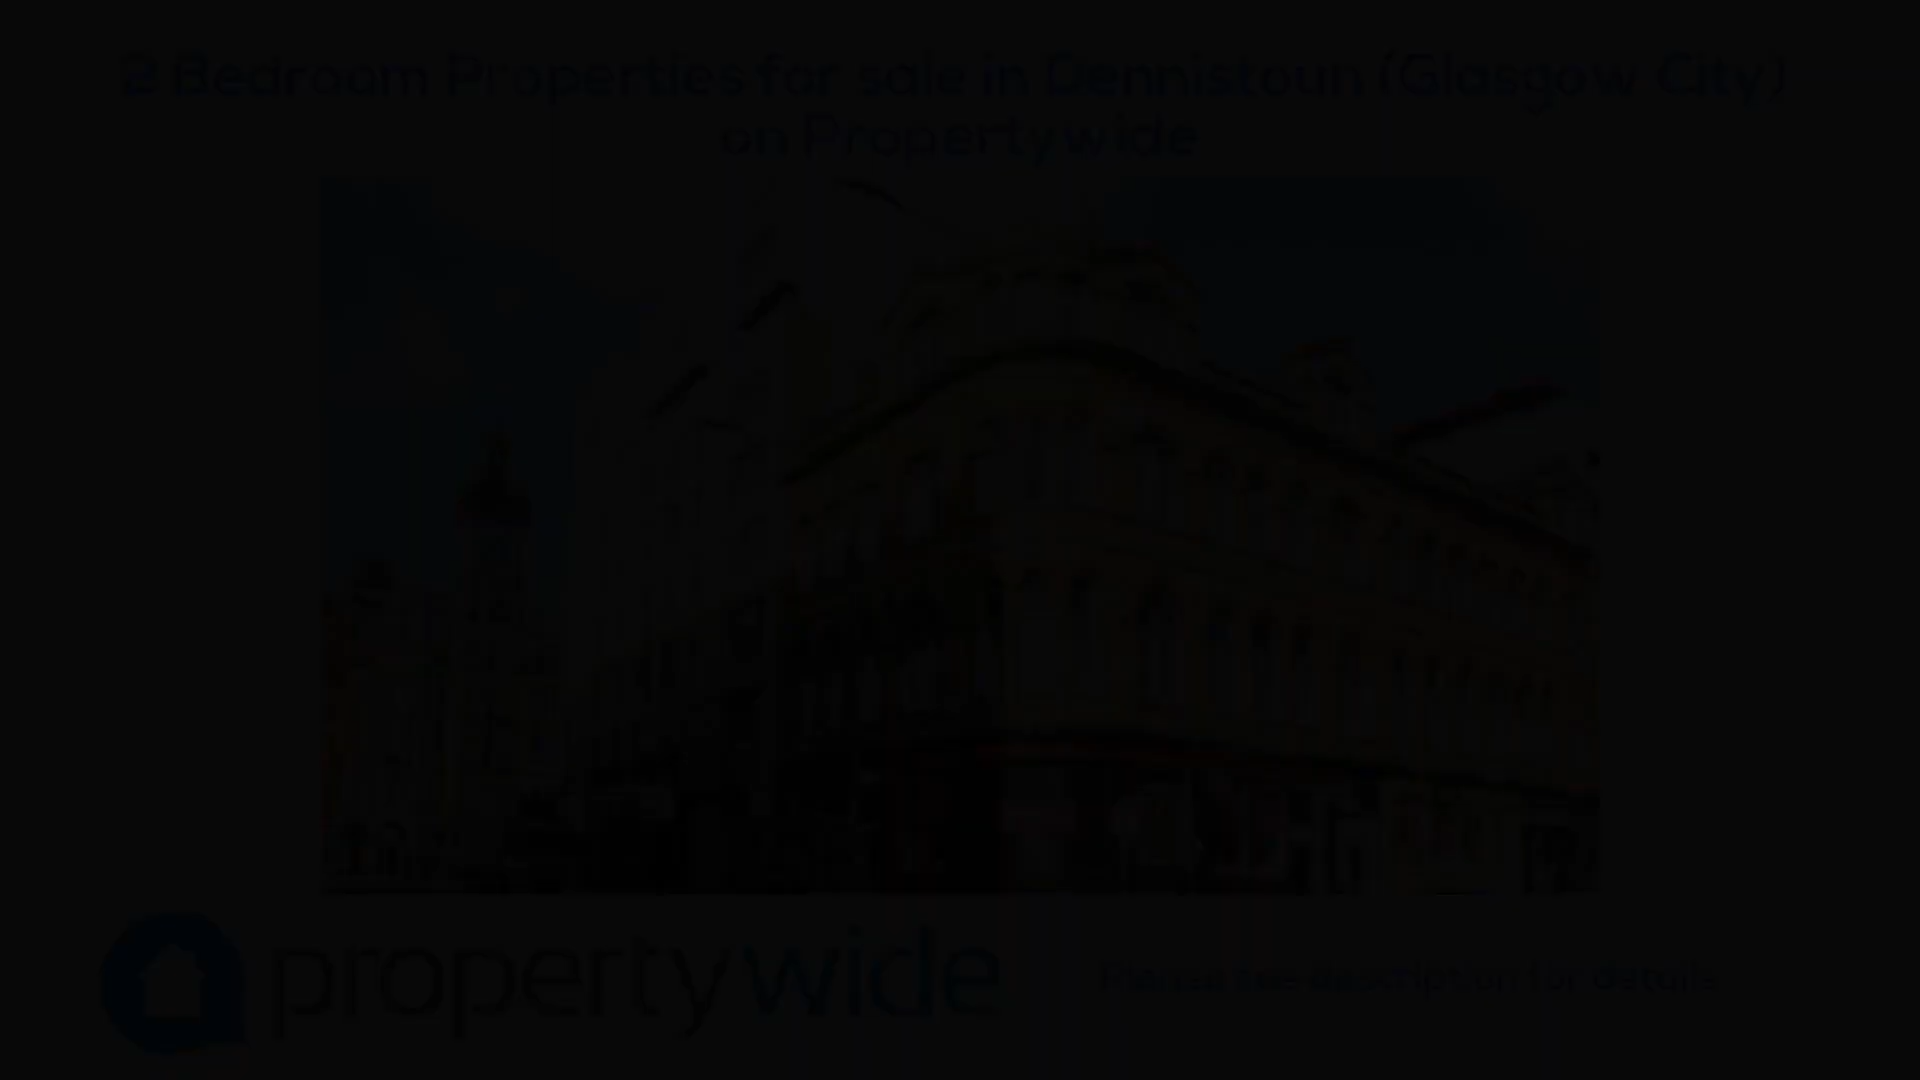 2 Bedroom Properties for sale in Dennistoun (Glasgow City)
on Propertywide
propertywide
Please see description for details